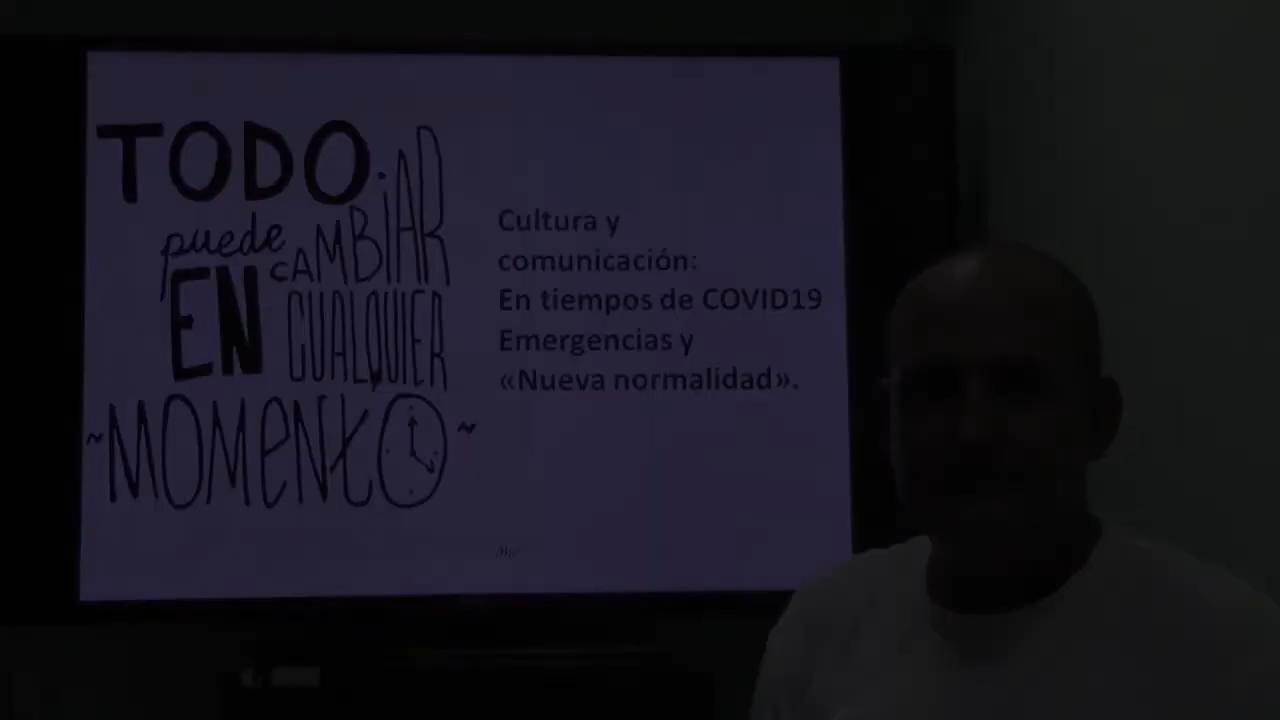 TODO
puede CAMBiAR
EN CUALQUIER
~MOMENtO~
Cultura y
comunicación:
En tiempos de COVID19
Emergencias y
«Nueva normalidad».